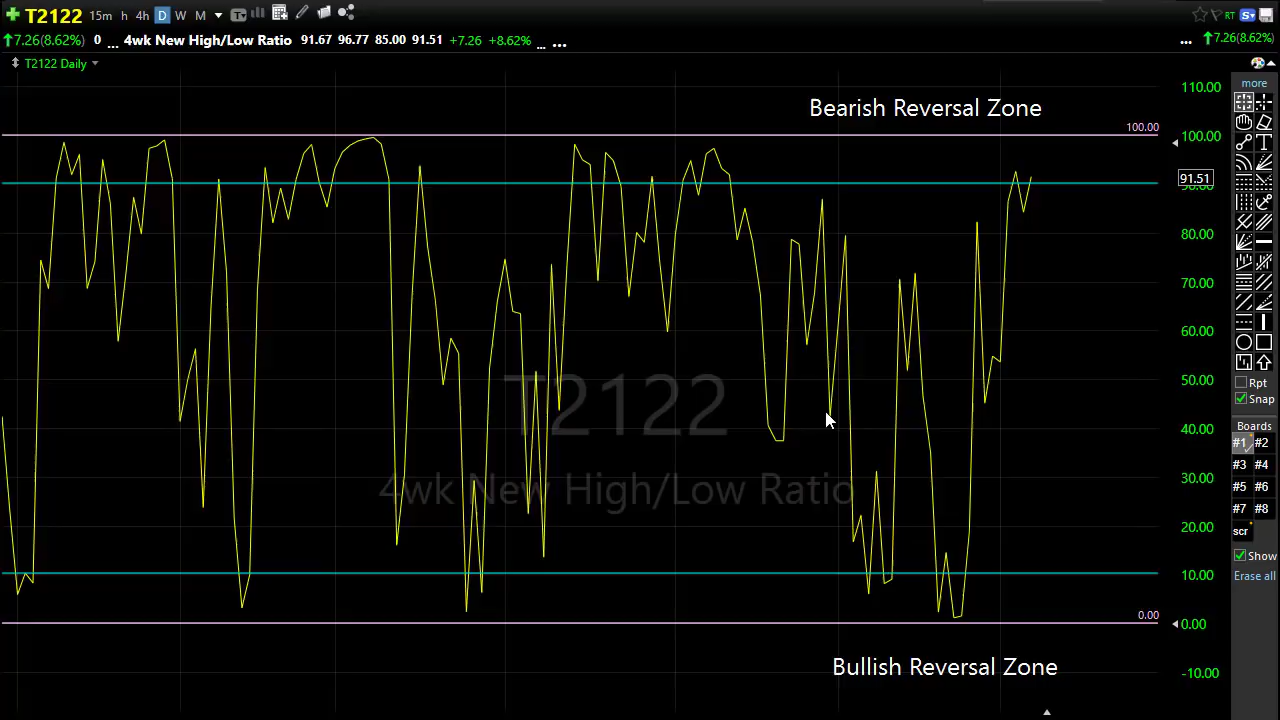 T2122 15m h 4h D W M
RT
7.26(8.62%) 0 ... 4wk New High/Low Ratio 91.67 96.77 85.00 91.51 +7.26 +8.62% ... ...
... 7.26(8.62%)
T2122 Daily
more
Bearish Reversal Zone
110.00
100.00
100.00
91.51
80.00
70.00
60.00
50.00
40.00
30.00
20.00
10.00
0.00
0.00
-10.00
T2122
4wk New High/Low Ratio
Bullish Reversal Zone
Rpt
Snap
Boards
#1 #2
#3 #4
#5 #6
#7 #8
scr
Show
Erase all